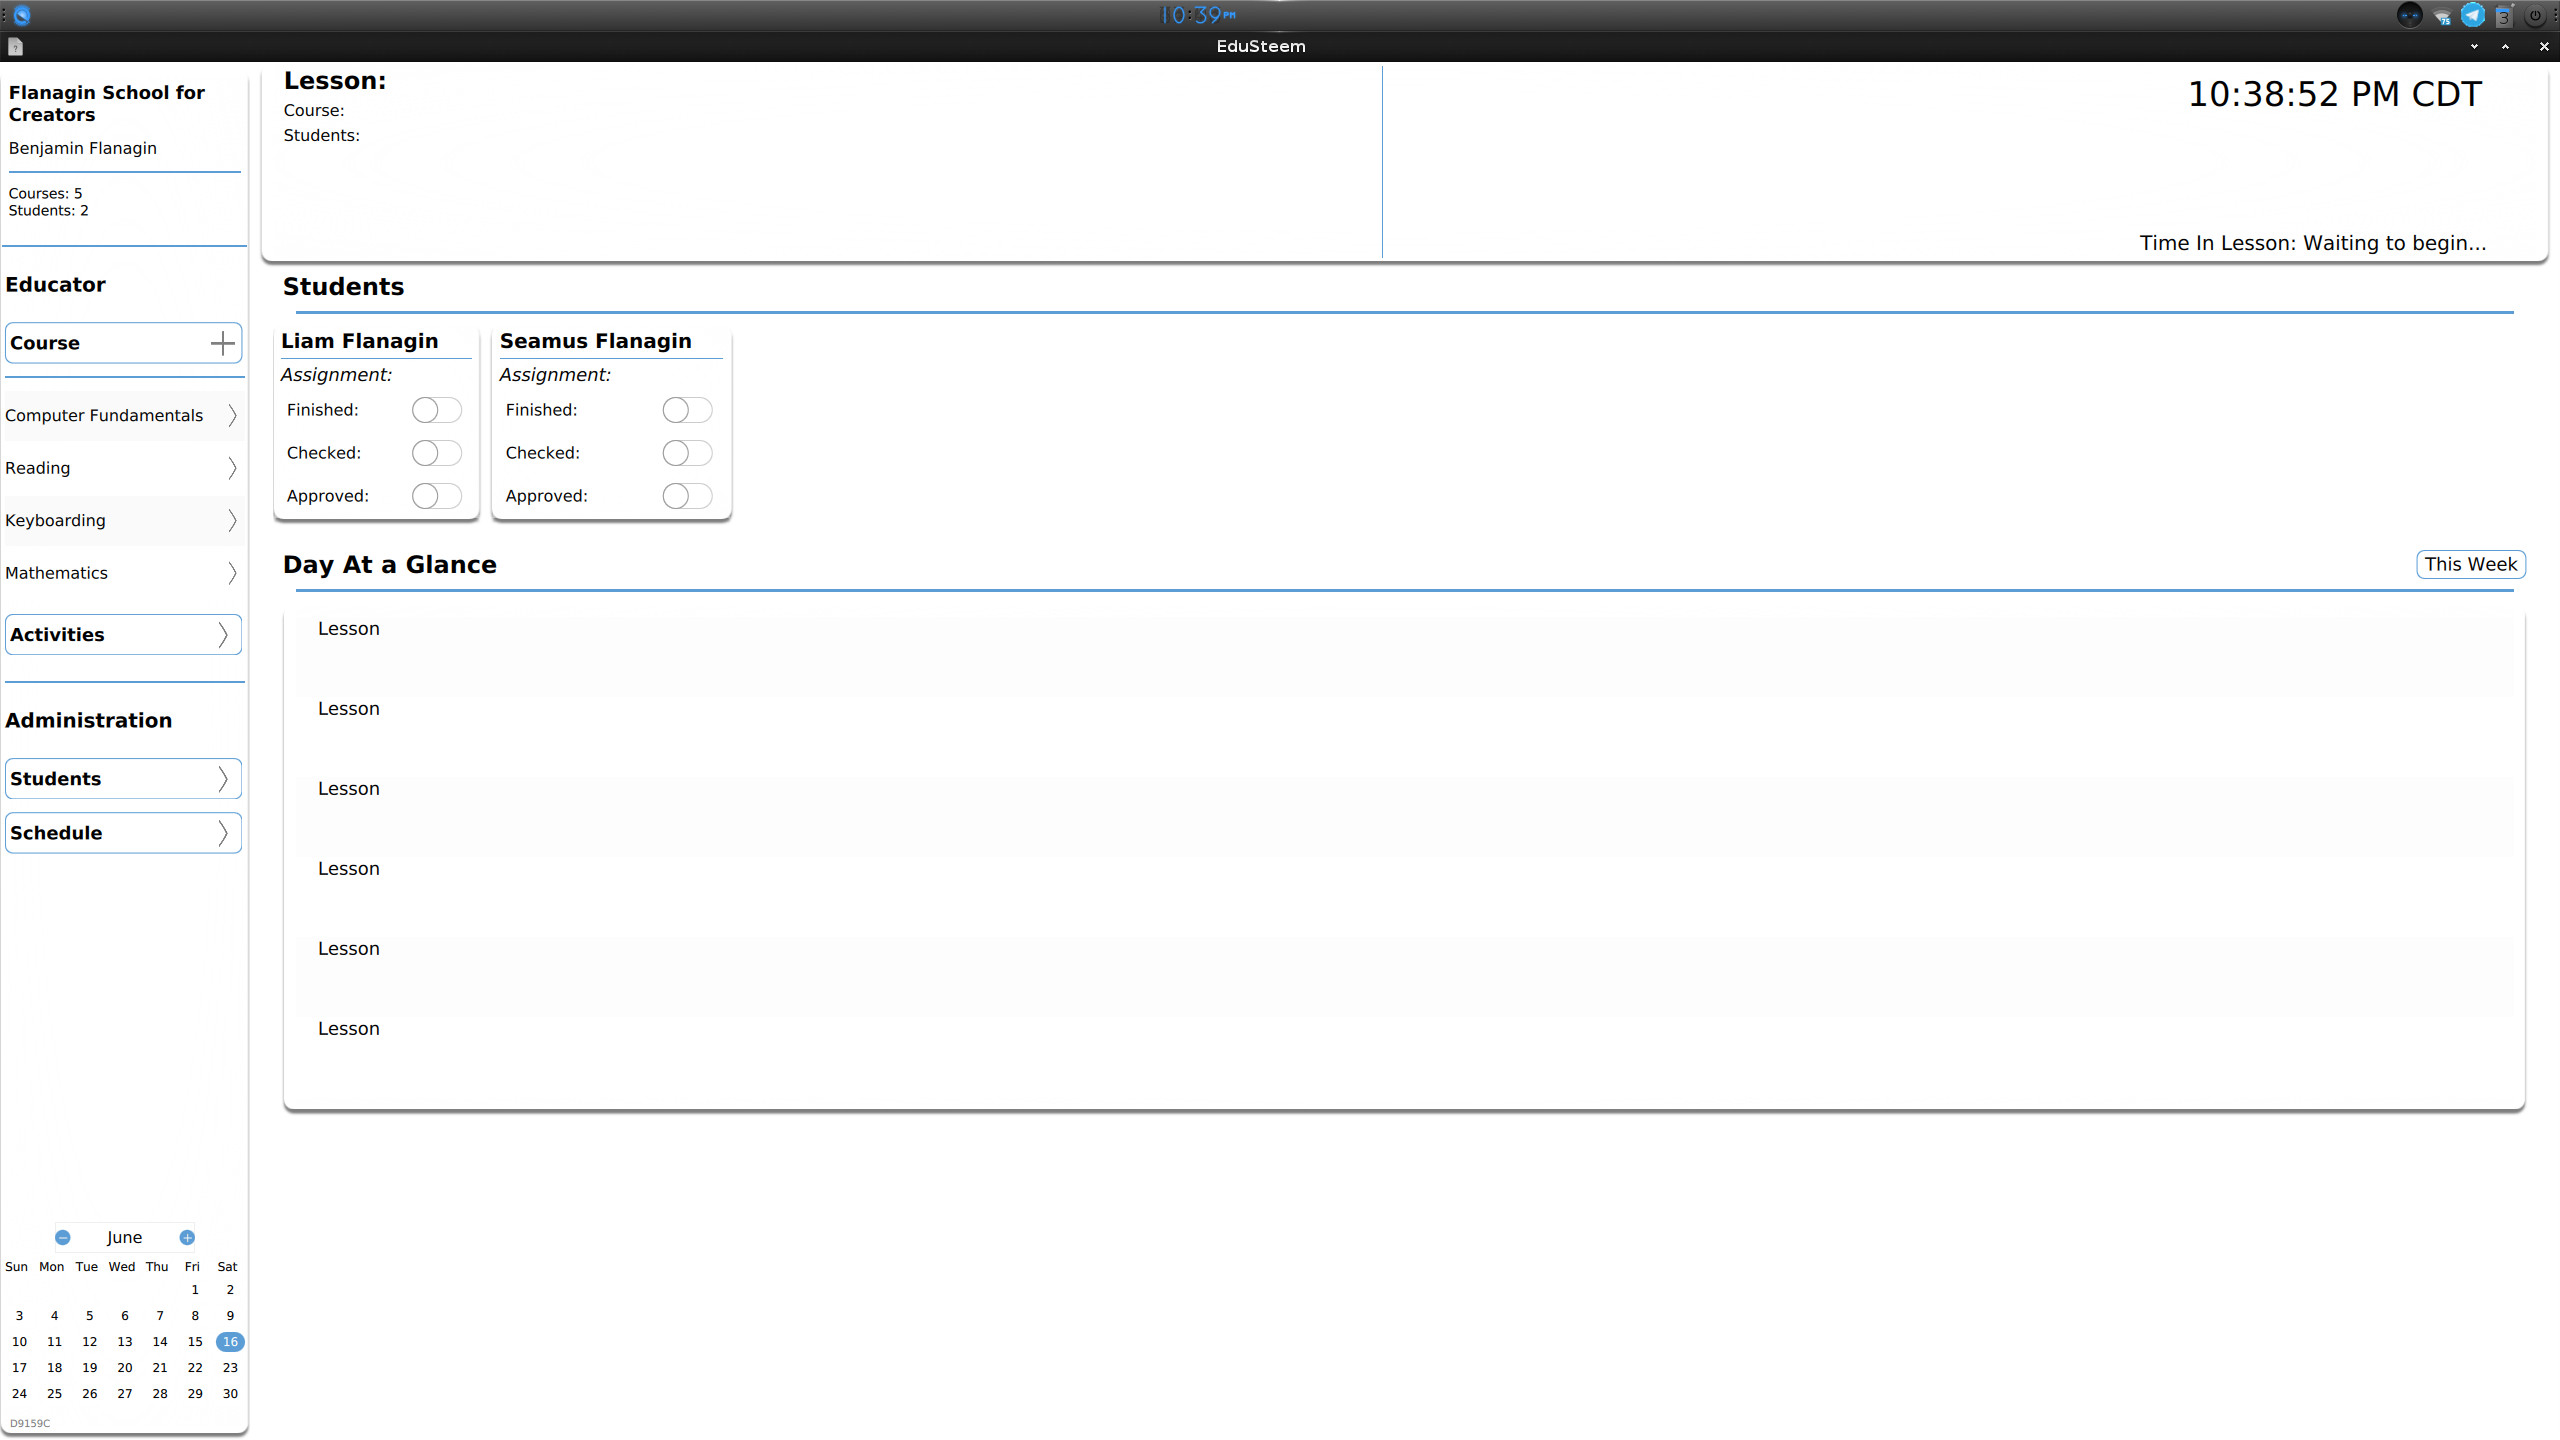 10:39PM
75
3
EduSteem
Flanagin School for
Creators
Benjamin Flanagin
Courses: 5
Students: 2
Educator
Course
Computer Fundamentals
Reading
Keyboarding
Mathematics
Activities
Administration
Students
Schedule
June
Sun Mon Tue Wed Thu Fri Sat
1 2
3 4 5 6 7 8 9
10 11 12 13 14 15 16
17 18 19 20 21 22 23
24 25 26 27 28 29 30
D9159C
Lesson:
Course:
Students:
10:38:52 PM CDT
Time In Lesson: Waiting to begin...
Students
Liam Flanagin
Assignment:
Finished:
Checked:
Approved:
Seamus Flanagin
Assignment:
Finished:
Checked:
Approved:
Day At a Glance
This Week
Lesson
Lesson
Lesson
Lesson
Lesson
Lesson